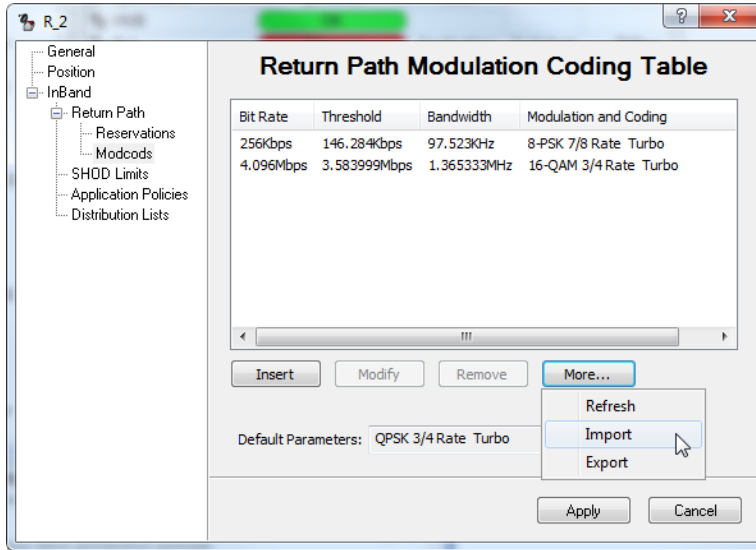 R_2
General
Position
InBand
Return Path
Reservations
Modcods
SHOD Limits
Application Policies
Distribution Lists
Return Path Modulation Coding Table
Bit Rate Threshold Bandwidth Modulation and Coding
256Kbps 146.284Kbps 97.523KHz 8-PSK 7/8 Rate Turbo
4.096Mbps 3.583999Mbps 1.365333MHz 16-QAM 3/4 Rate Turbo
Insert Modify Remove More...
Refresh
Import
Export
Default Parameters: QPSK 3/4 Rate Turbo
Apply Cancel